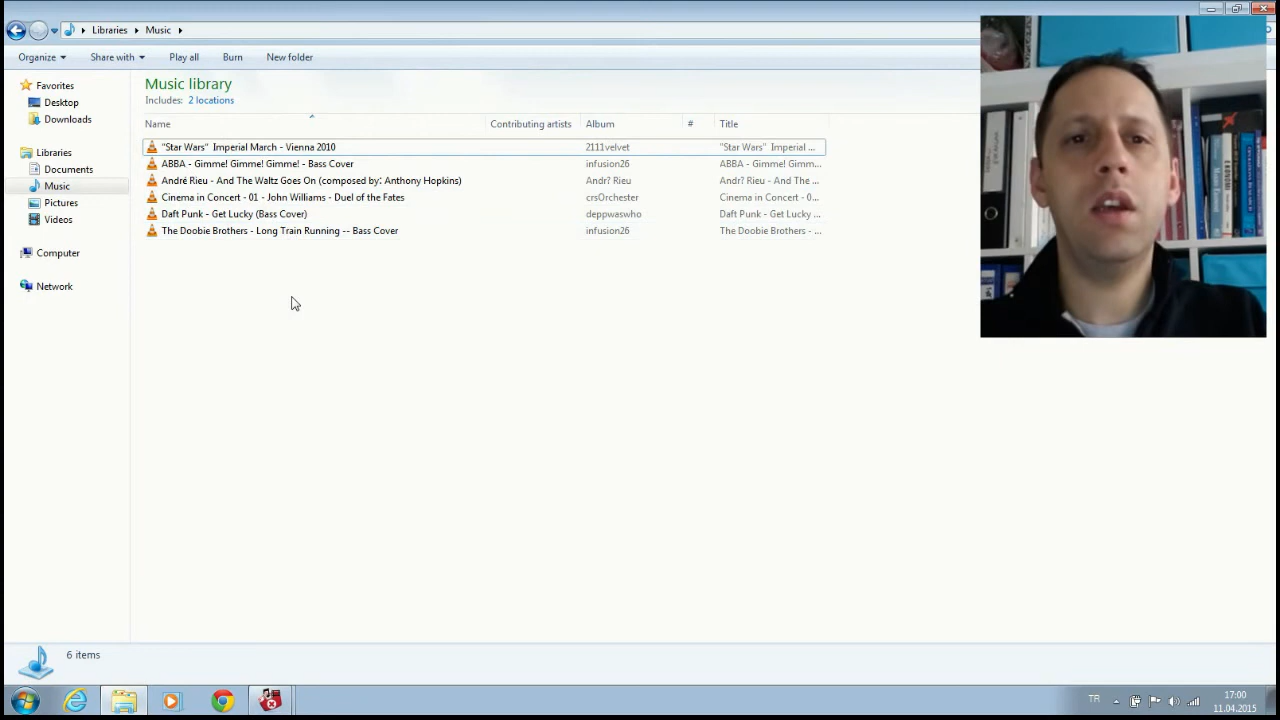 Libraries Music
Organize Share with Play all Burn New folder
Favorites
Desktop
Downloads
Libraries
Documents
Music
Pictures
Videos
Computer
Network
Music library
Includes: 2 locations
Name Contributing artists Album # Title
"Star Wars" Imperial March - Vienna 2010 2111velvet "Star Wars" Imperial ...
ABBA - Gimme! Gimme! Gimme! - Bass Cover infusion26 ABBA - Gimme! Gimm...
André Rieu - And The Waltz Goes On (composed by: Anthony Hopkins) Andr? Rieu Andr? Rieu - And The ...
Cinema in Concert - 01 - John Williams - Duel of the Fates crsOrchester Cinema in Concert - 0...
Daft Punk - Get Lucky (Bass Cover) deppwaswho Daft Punk - Get Lucky ...
The Doobie Brothers - Long Train Running -- Bass Cover infusion26 The Doobie Brothers - ...
6 items
TR
17:00
11.04.2015